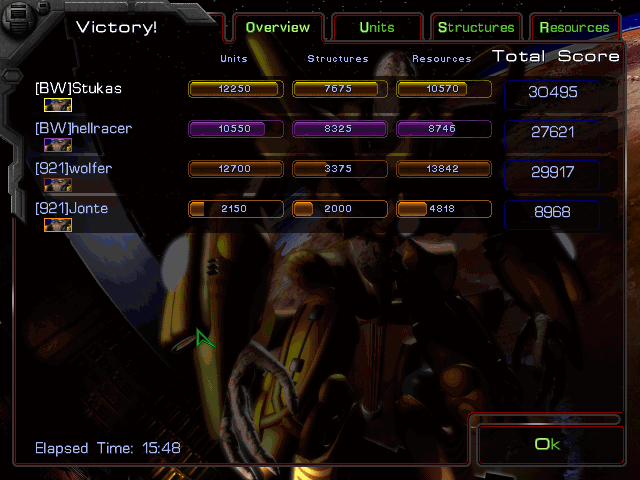 Victory!
Overview
Units
Structures
Resources
Units Structures Resources Total Score
[BW]Stukas 12250 7675 10570 30495
[BW]hellracer 10550 8325 8746 27621
[921]wolfer 12700 3375 13842 29917
[921]Jonte 2150 2000 4818 8968
Elapsed Time: 15:48
Ok